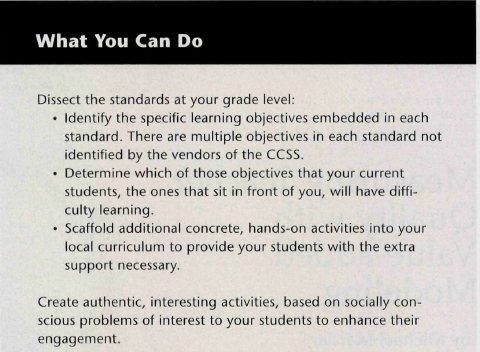 What You Can Do
Dissect the standards at your grade level:
• Identify the specific learning objectives embedded in each
standard. There are multiple objectives in each standard not
identified by the vendors of the CCSS.
• Determine which of those objectives that your current
students, the ones that sit in front of you, will have diffi-
culty learning.
• Scaffold additional concrete, hands-on activities into your
local curriculum to provide your students with the extra
support necessary.
Create authentic, interesting activities, based on socially con-
scious problems of interest to your students to enhance their
engagement.